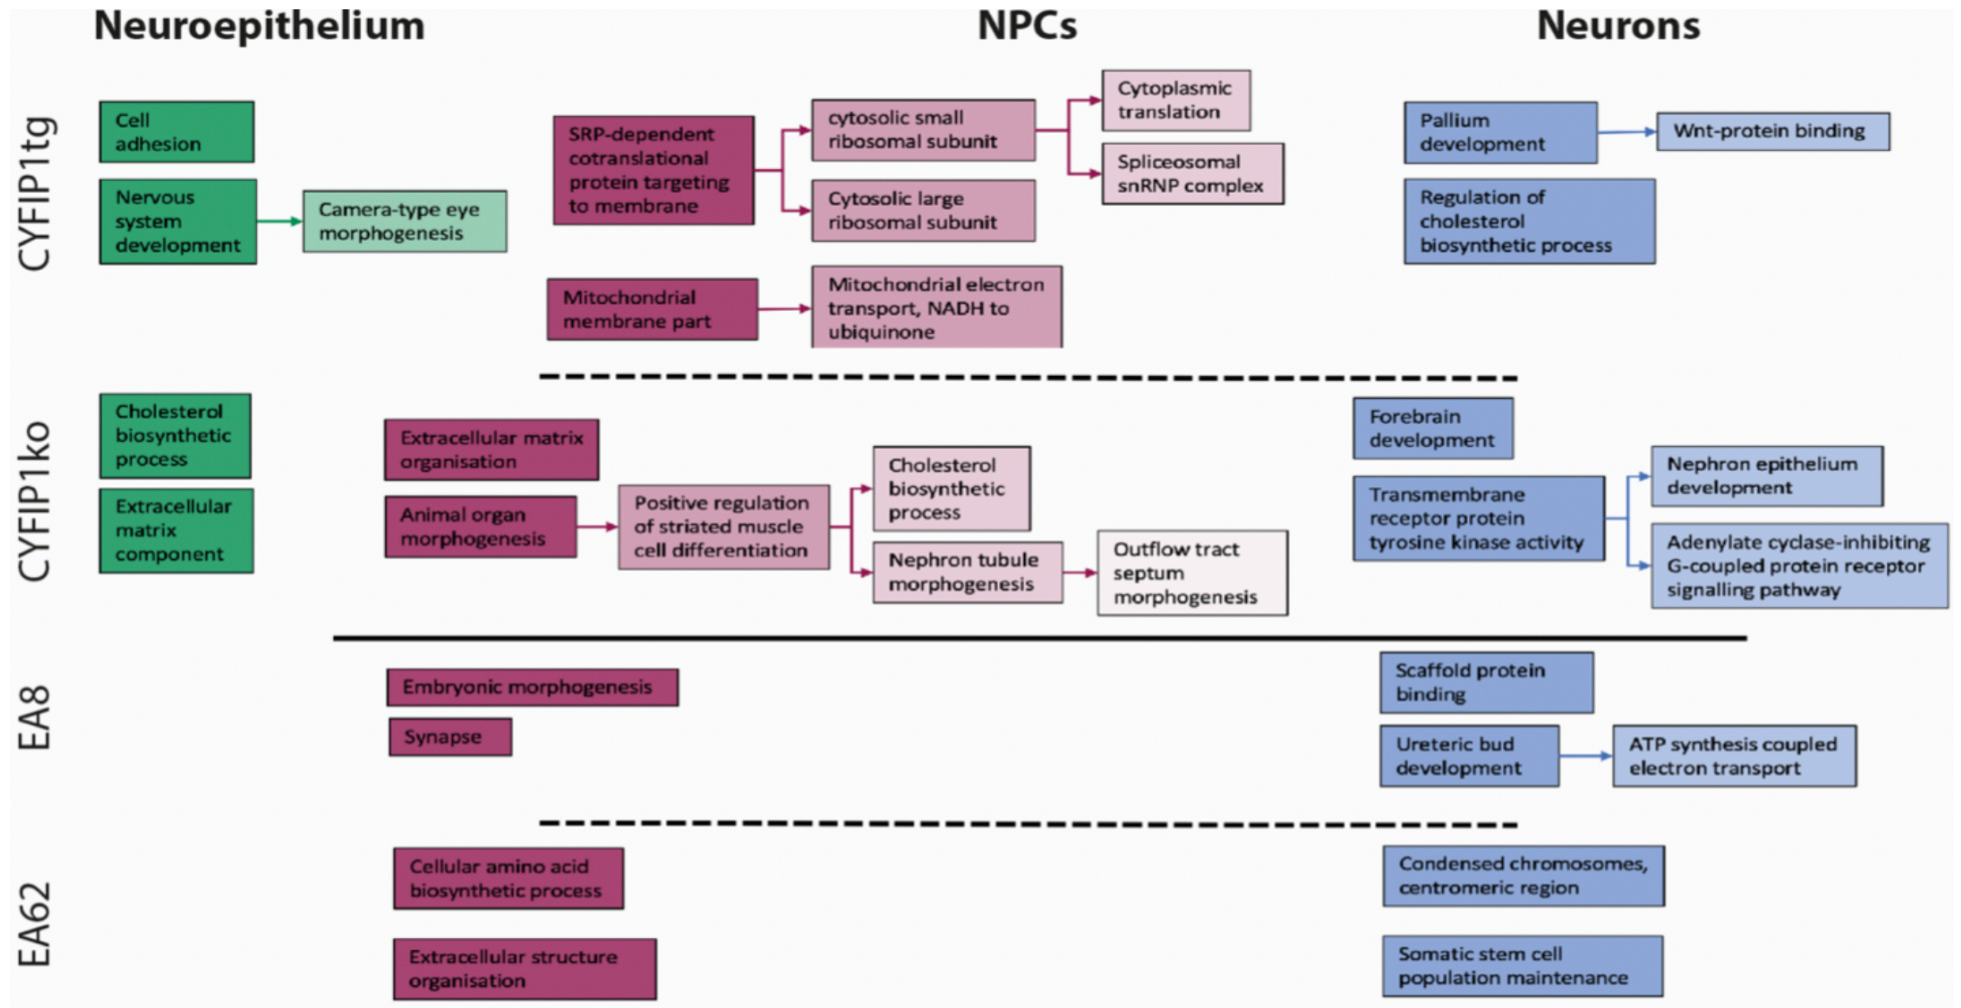 Neuroepithelium
NPCs
Neurons
CYFIP1tg
Cell
adhesion
Nervous
system
development
Camera-type eye
morphogenesis
SRP-dependent
cotranslational
protein targeting
to membrane
cytosolic small
ribosomal subunit
Cytosolic large
ribosomal subunit
Cytoplasmic
translation
Spliceosomal
snRNP complex
Mitochondrial
membrane part
Mitochondrial electron
transport, NADH to
ubiquinone
Pallium
development
Wnt-protein binding
Regulation of
cholesterol
biosynthetic process
CYFIP1ko
Cholesterol
biosynthetic
process
Extracellular
matrix
component
Extracellular matrix
organisation
Animal organ
morphogenesis
Positive regulation
of striated muscle
cell differentiation
Cholesterol
biosynthetic
process
Nephron tubule
morphogenesis
Outflow tract
septum
morphogenesis
Forebrain
development
Transmembrane
receptor protein
tyrosine kinase activity
Nephron epithelium
development
Adenylate cyclase-inhibiting
G-coupled protein receptor
signalling pathway
EA8
Embryonic morphogenesis
Synapse
Scaffold protein
binding
Ureteric bud
development
ATP synthesis coupled
electron transport
EA62
Cellular amino acid
biosynthetic process
Extracellular structure
organisation
Condensed chromosomes,
centromeric region
Somatic stem cell
population maintenance